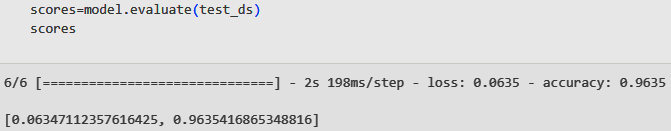 scores=model.evaluate(test_ds)
scores
6/6 [==============================] - 2s 198ms/step - loss: 0.0635 - accuracy: 0.9635
[0.06347112357616425, 0.9635416865348816]